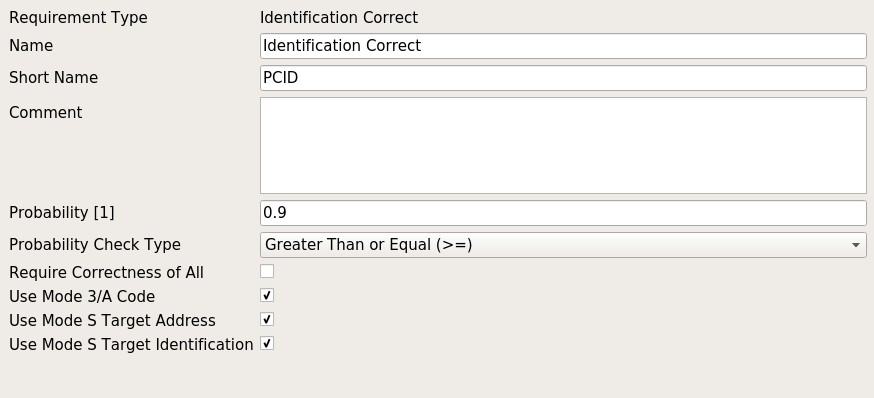 Requirement Type Identification Correct
Name Identification Correct
Short Name PCID
Comment
Probability [1] 0.9
Probability Check Type Greater Than or Equal (>=)
Require Correctness of All
Use Mode 3/A Code
Use Mode S Target Address
Use Mode S Target Identification